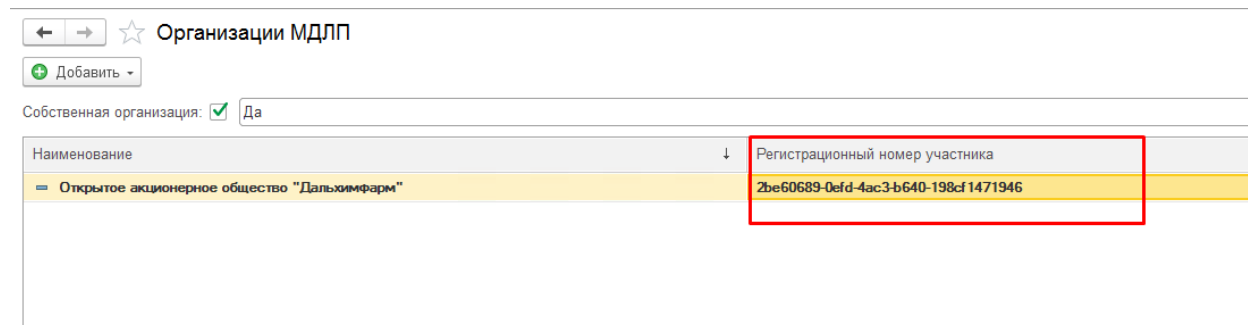 Организации МДЛП
Добавить
Собственная организация: Да
Наименование ↓ Регистрационный номер участника
Открытое акционерное общество "Дальхимфарм" 2be60689-0efd-4ac3-b640-198cf1471946